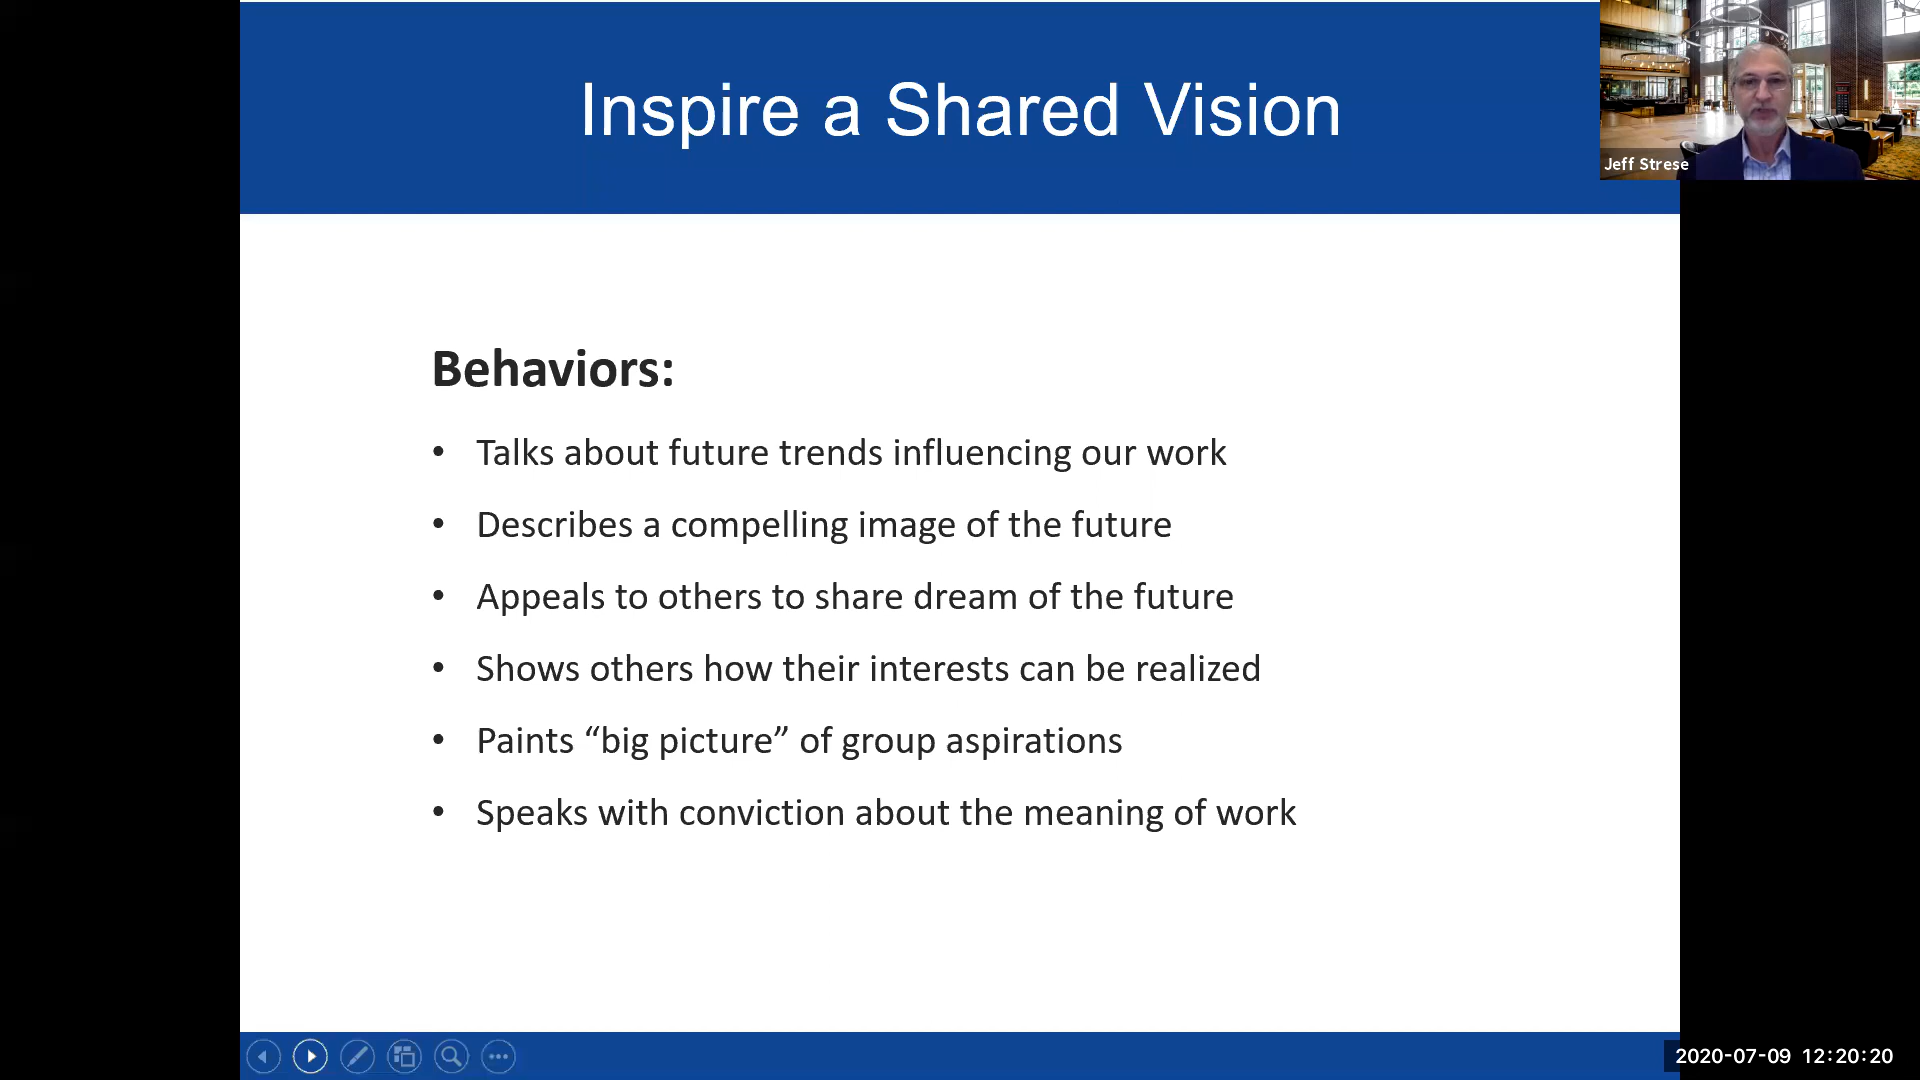 Inspire a Shared Vision
Jeff Strese
Behaviors:
• Talks about future trends influencing our work
• Describes a compelling image of the future
• Appeals to others to share dream of the future
• Shows others how their interests can be realized
• Paints “big picture” of group aspirations
• Speaks with conviction about the meaning of work
2020-07-09 12:20:20